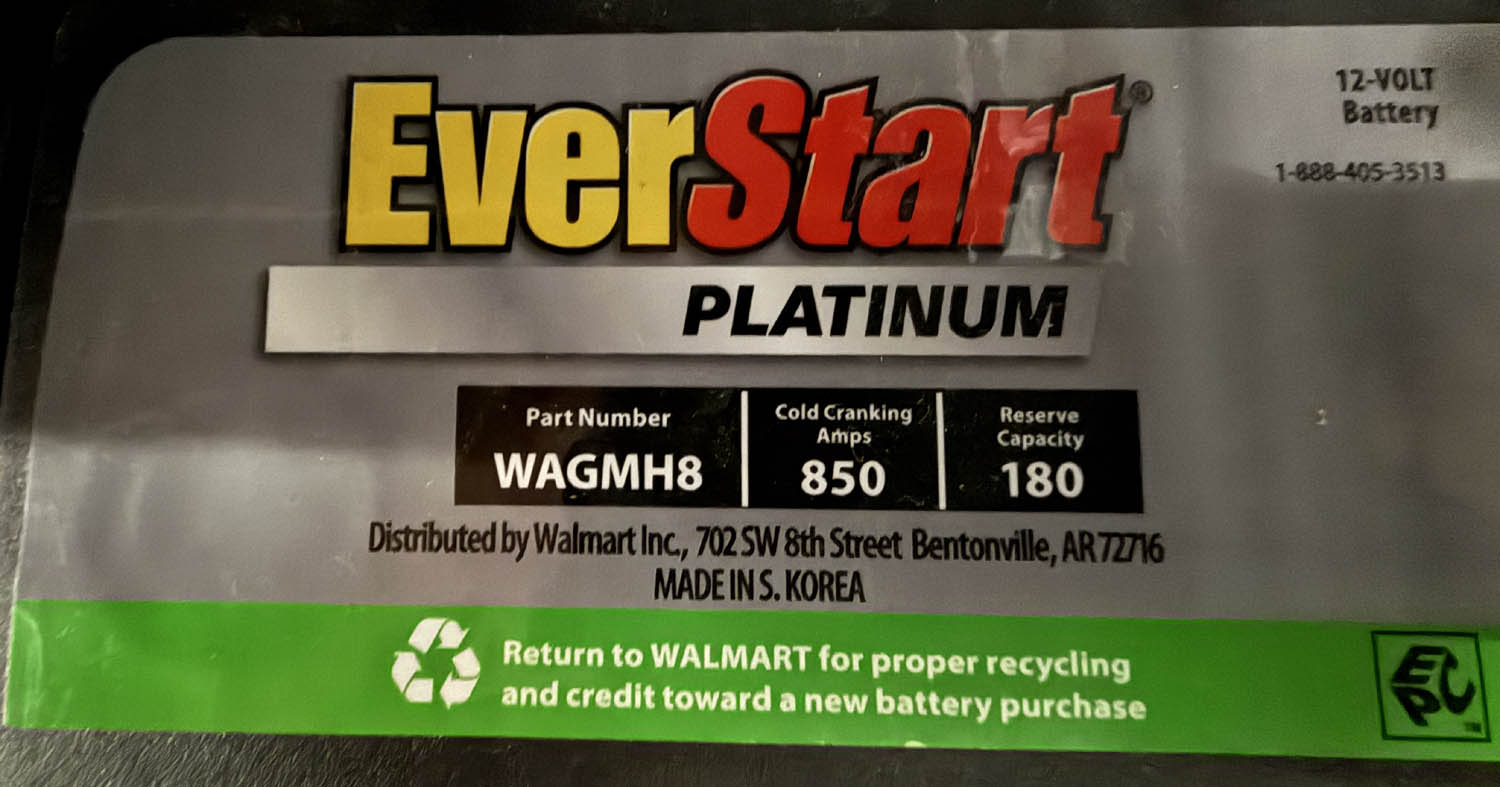 EverStart®
PLATINUM
12-VOLT
Battery
1-888-405-3513
Part Number
WAGMH8
Cold Cranking
Amps
850
Reserve
Capacity
180
Distributed by Walmart Inc., 702 SW 8th Street Bentonville, AR 72716
MADE IN S. KOREA
Return to WALMART for proper recycling
and credit toward a new battery purchase
EPC